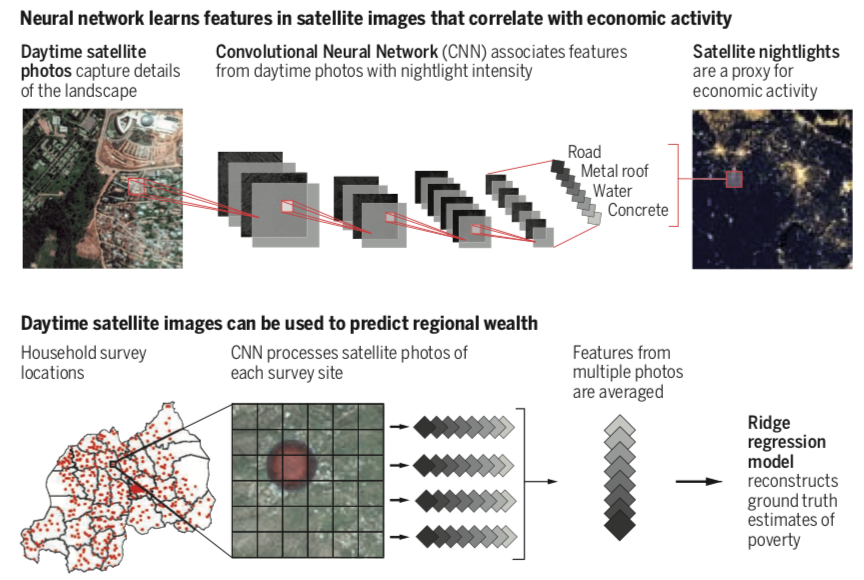 Neural network learns features in satellite images that correlate with economic activity
Daytime satellite
photos capture details
of the landscape
Convolutional Neural Network (CNN) associates features
from daytime photos with nightlight intensity
Satellite nightlights
are a proxy for
economic activity
Road
Metal roof
Water
Concrete
Daytime satellite images can be used to predict regional wealth
Household survey
locations
CNN processes satellite photos of
each survey site
Features from
multiple photos
are averaged
Ridge
regression
model
reconstructs
ground truth
estimates of
poverty